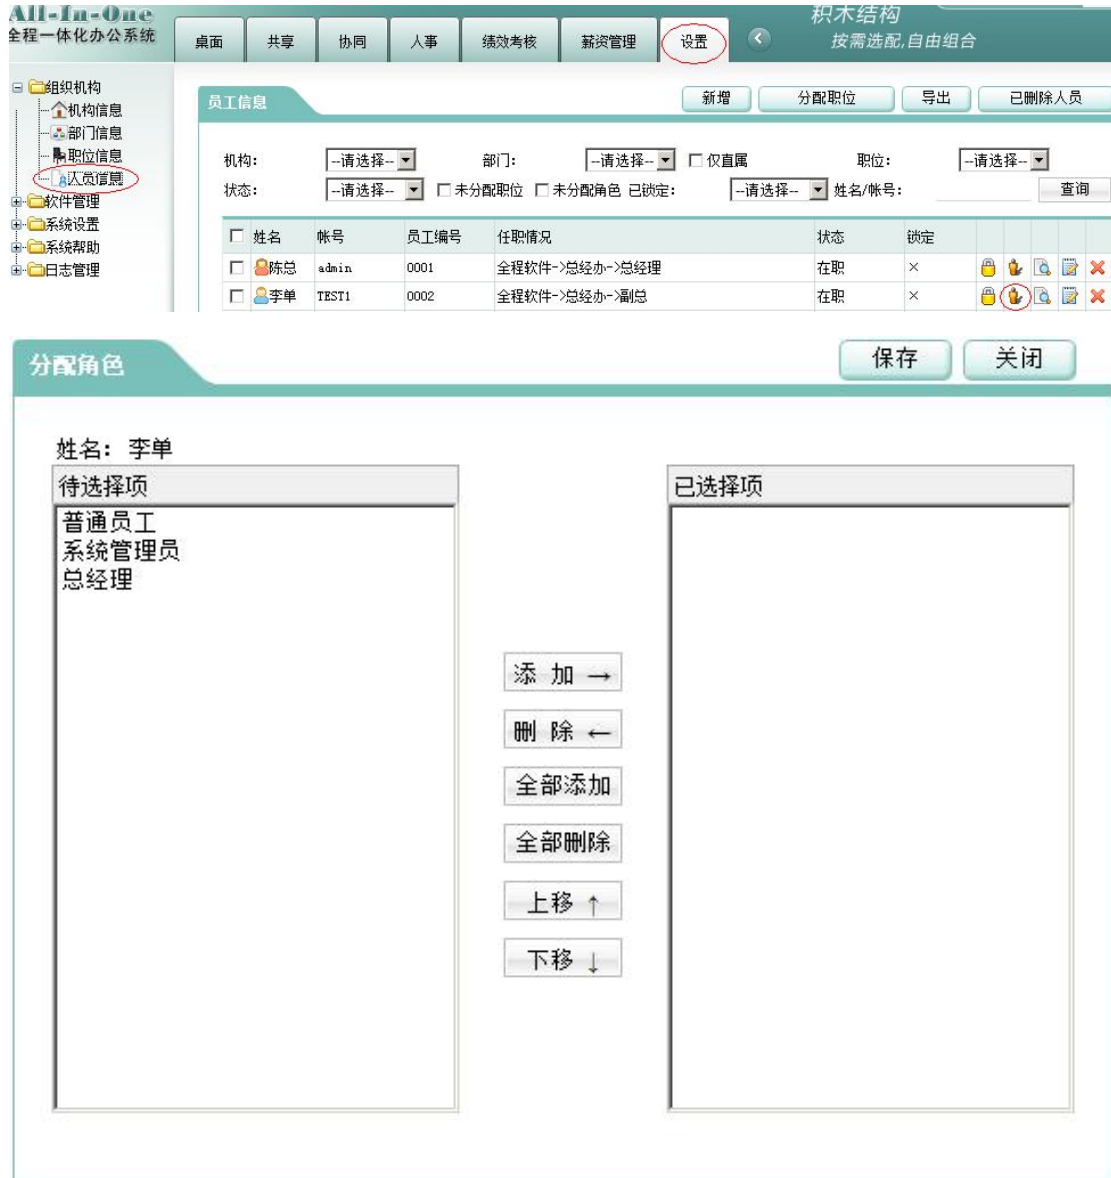 All-In-One
全程一体化办公系统
桌面 共享 协同 人事 绩效考核 薪资管理 设置
积木结构
按需选配,自由组合
组织机构
机构信息
部门信息
职位信息
人员信息
软件管理
系统设置
系统帮助
日志管理
员工信息 新增 分配职位 导出 已删除人员
机构: --请选择-- 部门: --请选择-- 仅直属 职位: --请选择--
状态: --请选择-- 未分配职位 未分配角色 已锁定: --请选择-- 姓名/帐号: 查询
姓名 帐号 员工编号 任职情况 状态 锁定
陈总 admin 0001 全程软件->总经办->总经理 在职 ×
李单 TEST1 0002 全程软件->总经办->副总 在职 ×
分配角色 保存 关闭
姓名: 李单
待选择项 已选择项
普通员工
系统管理员
总经理
添 加 →
删 除 ←
全部添加
全部删除
上移 ↑
下移 ↓